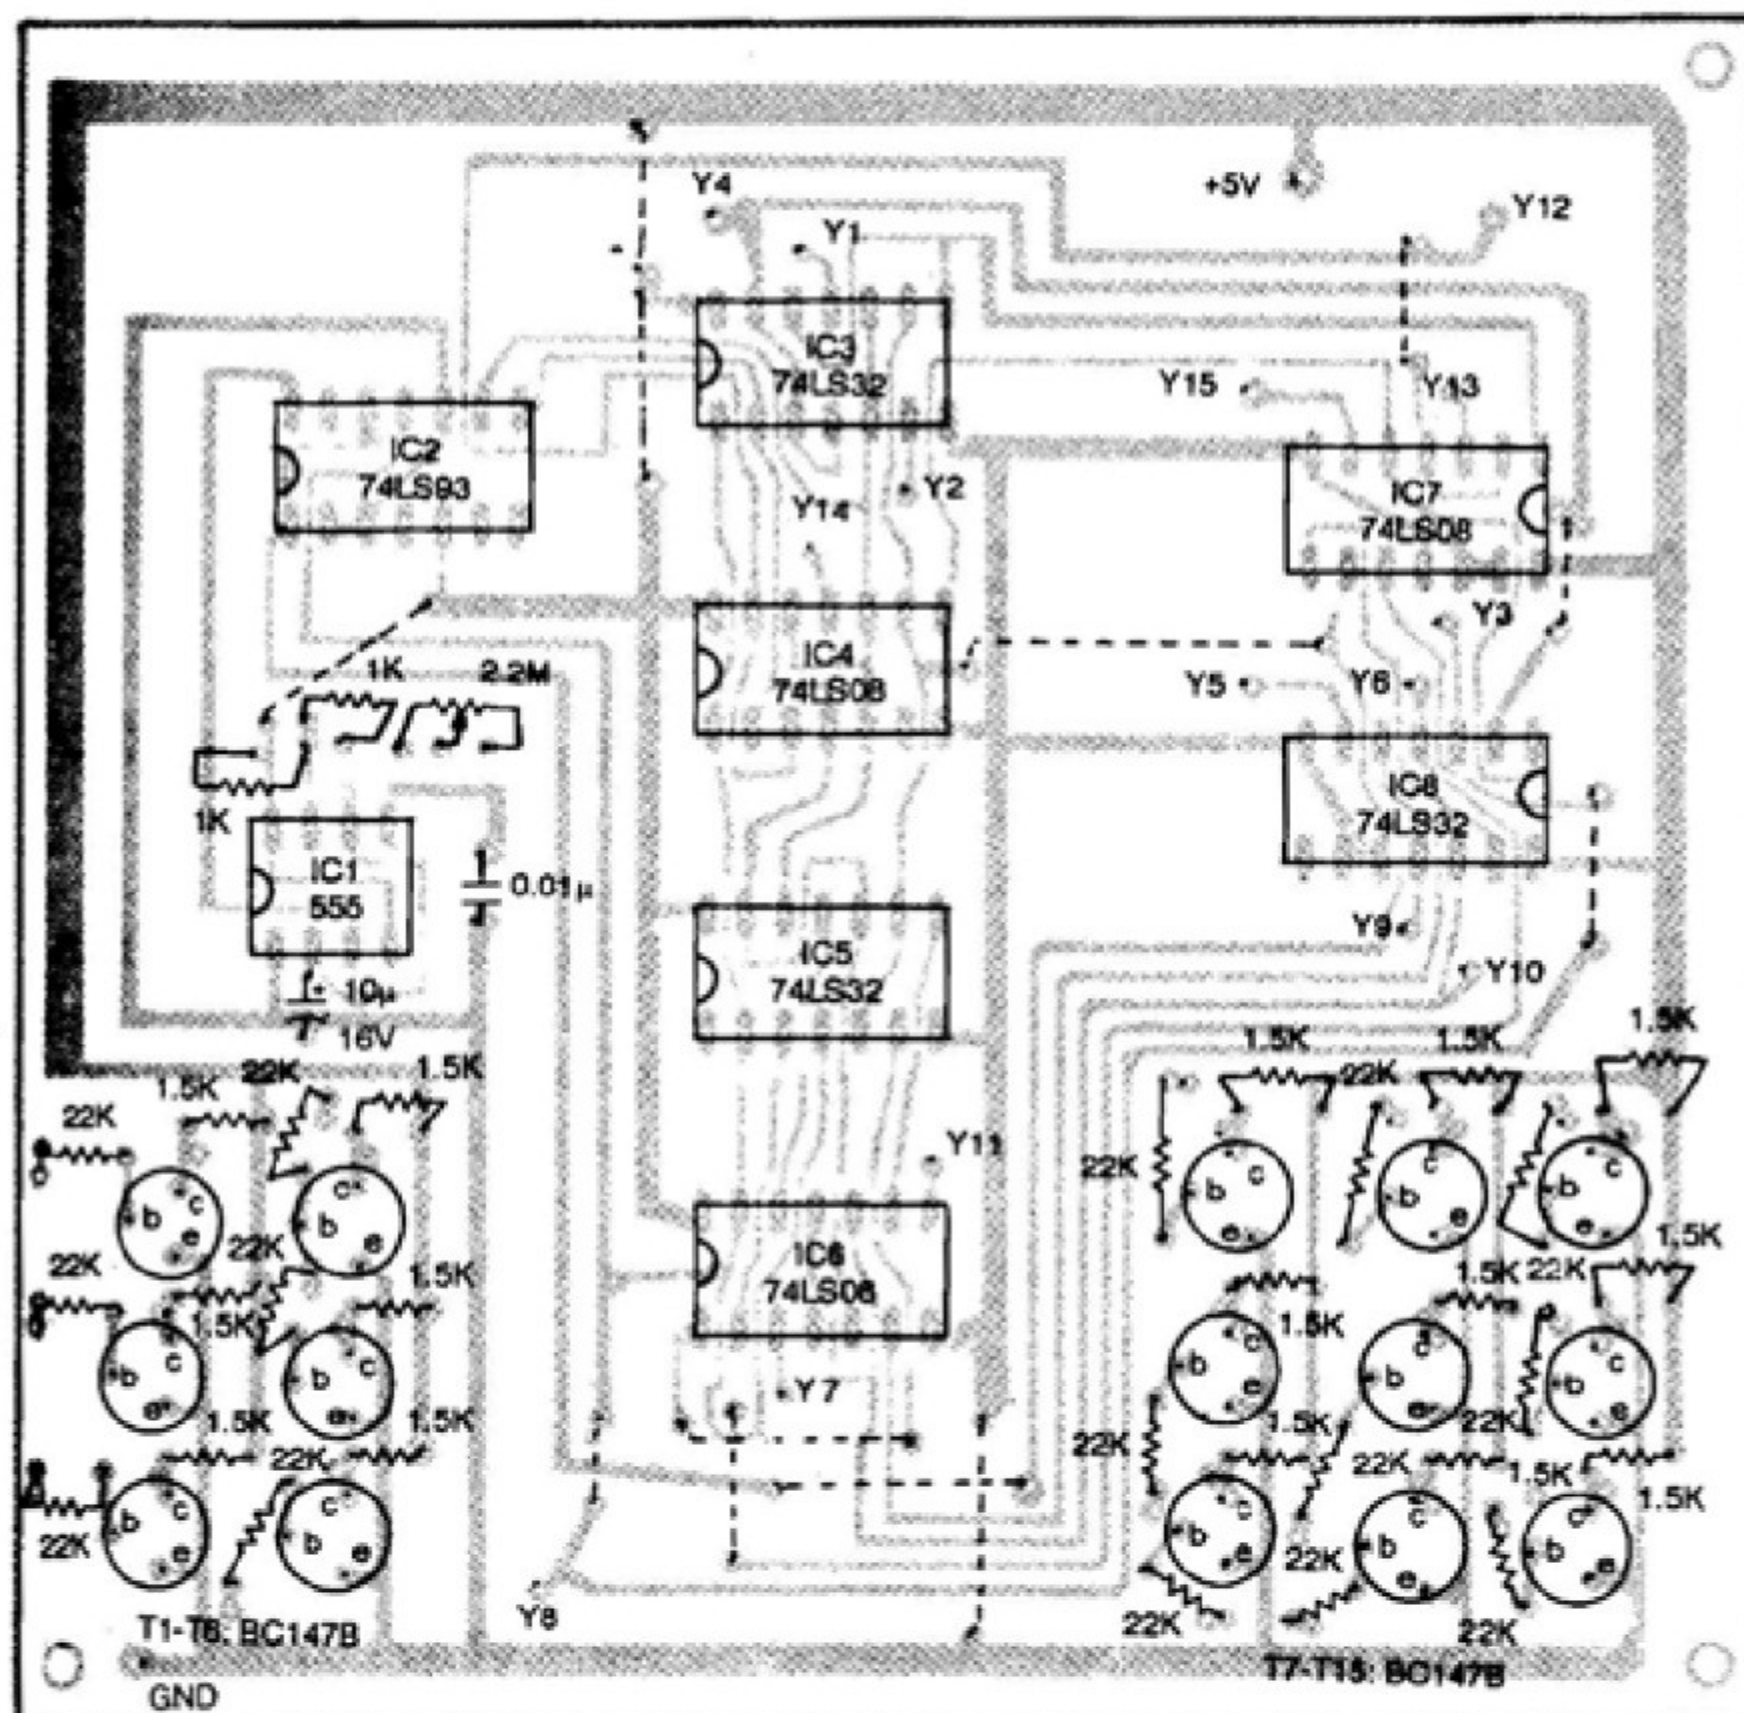 Y4
+5V
Y12
Y1
IC3
74LS32
Y15
Y13
IC2
74LS93
Y2
Y14
IC7
74LS08
Y3
IC4
74LS08
1K
2.2M
Y5
Y6
IC8
74LS32
1K
IC1
555
0.01µ
Y9
IC5
74LS32
Y10
+ 10µ
16V
1.5K
1.5K
1.5K
22K
1.5K
1.5K
22K
22K
Y11
22K
b c e
b c e
b c e
b c e
b c e
22K
22K
1.5K
1.5K
1.5K
22K
IC6
74LS08
1.5K
1.5K
b c e
b c e
Y7
b c e
b c e
b c e
1.5K
1.5K
1.5K
22K
22K
22K
22K
1.5K
1.5K
22K
b c e
b c e
b c e
b c e
b c e
22K
22K
22K
Y8
T1-T6: BC147B
T7-T15: BC147B
GND